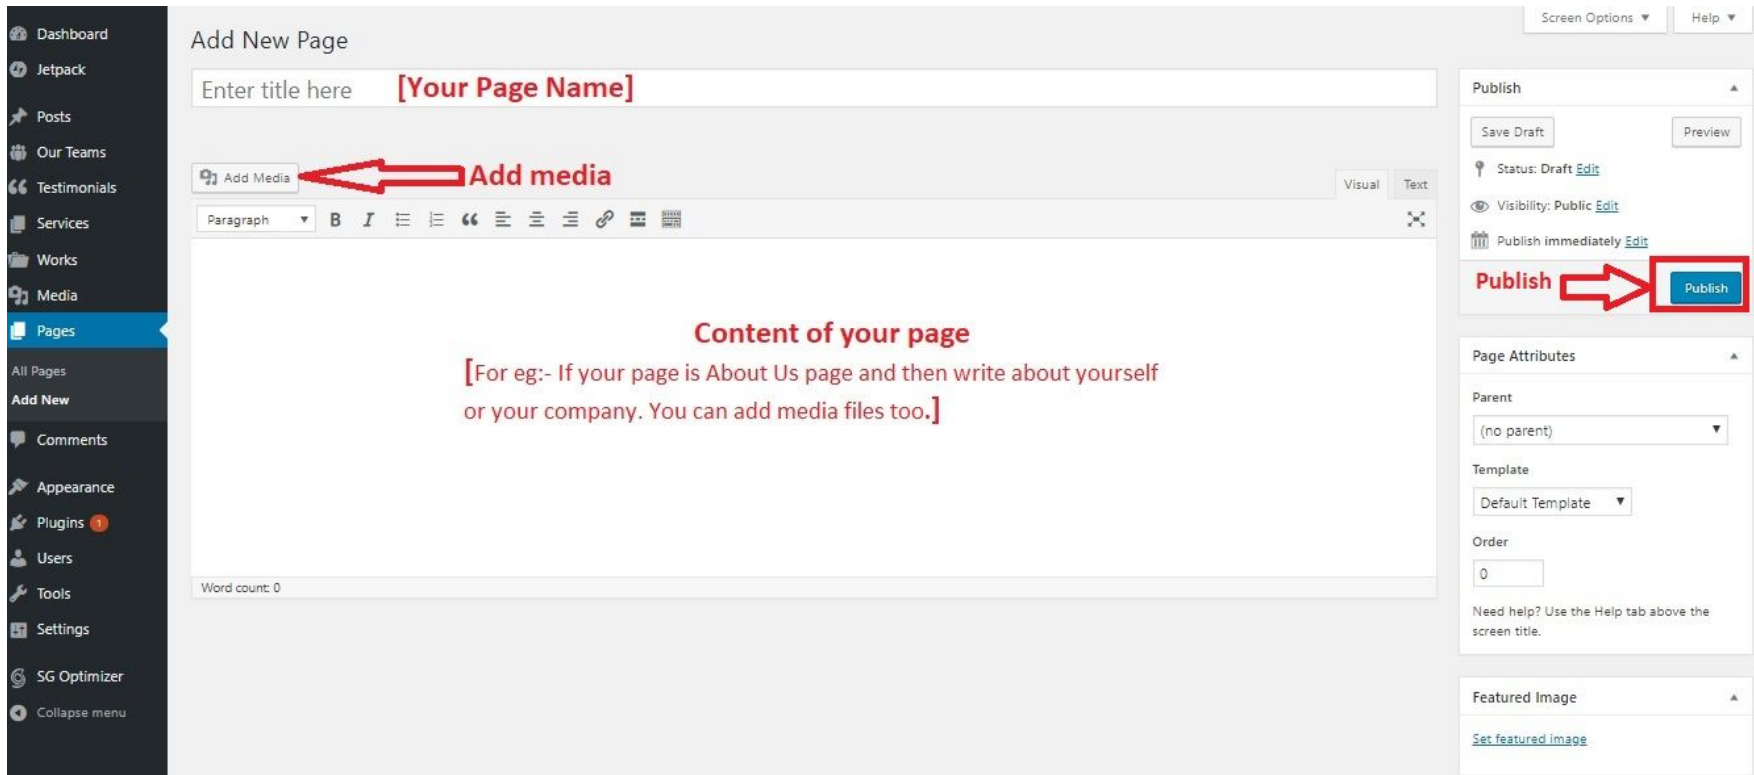 Dashboard
Jetpack
Posts
Our Teams
Testimonials
Services
Works
Media
Pages
All Pages
Add New
Comments
Appearance
Plugins 1
Users
Tools
Settings
SG Optimizer
Collapse menu
Screen Options Help
Add New Page
Enter title here [Your Page Name]
Add Media Add media
Visual Text
Paragraph B I
Content of your page
[For eg:- If your page is About Us page and then write about yourself
or your company. You can add media files too.]
Word count: 0
Publish
Save Draft Preview
Status: Draft Edit
Visibility: Public Edit
Publish immediately Edit
Publish Publish
Page Attributes
Parent
(no parent)
Template
Default Template
Order
0
Need help? Use the Help tab above the
screen title.
Featured Image
Set featured image